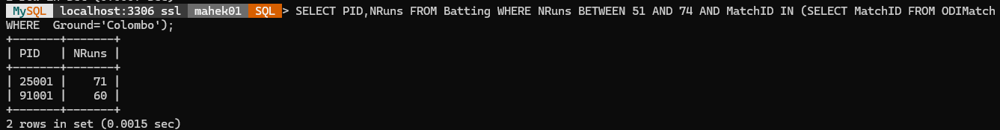 MySQL localhost:3306 ssl mahek01 SQL > SELECT PID,NRuns FROM Batting WHERE NRuns BETWEEN 51 AND 74 AND MatchID IN (SELECT MatchID FROM ODIMatch
WHERE  Ground='Colombo');
+-------+-------+
| PID   | NRuns |
+-------+-------+
| 25001 |    71 |
| 91001 |    60 |
+-------+-------+
2 rows in set (0.0015 sec)